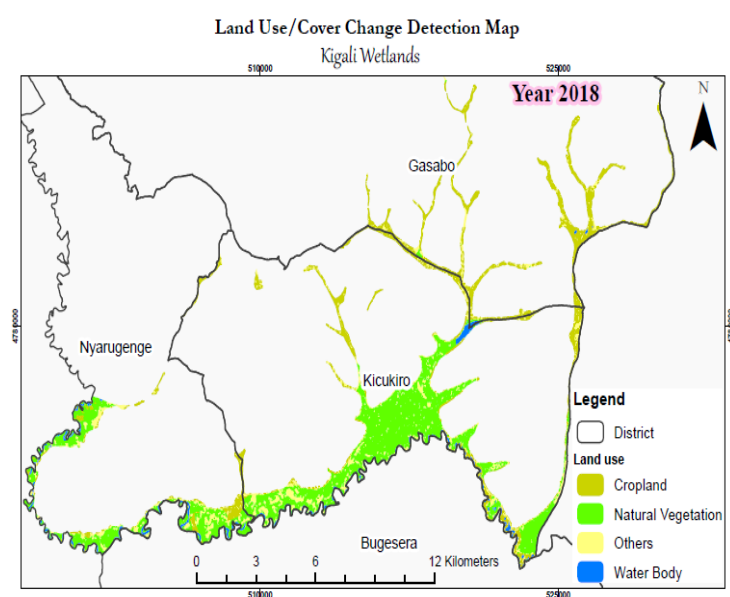 Land Use/Cover Change Detection Map
Kigali Wetlands
510000
525000
Year 2018
N
Gasabo
Nyarugenge
Kicukiro
Legend
District
Land use
Cropland
Natural Vegetation
Others
Water Body
Bugesera
0 3 6 12 Kilometers
510000
525000